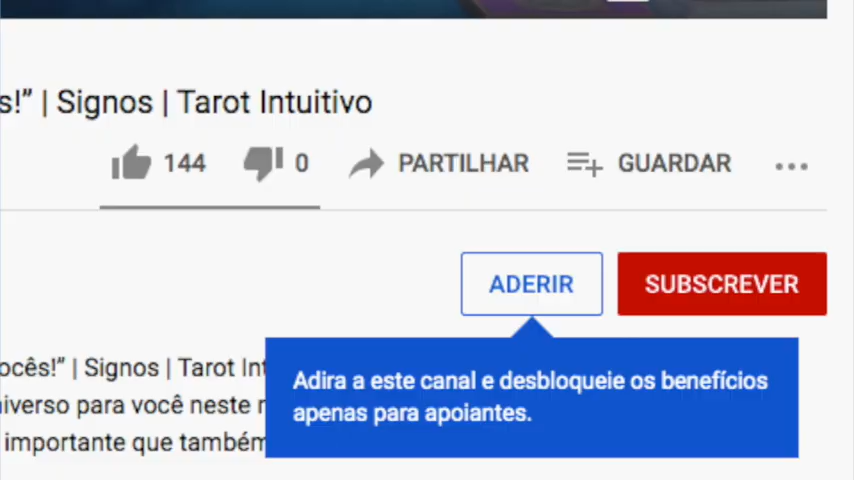 s!” | Signos | Tarot Intuitivo
144 0 PARTILHAR GUARDAR
ADERIR SUBSCREVER
ocês!” | Signos | Tarot Int
niverso para você neste
importante que também
Adira a este canal e desbloqueie os benefícios
apenas para apoiantes.